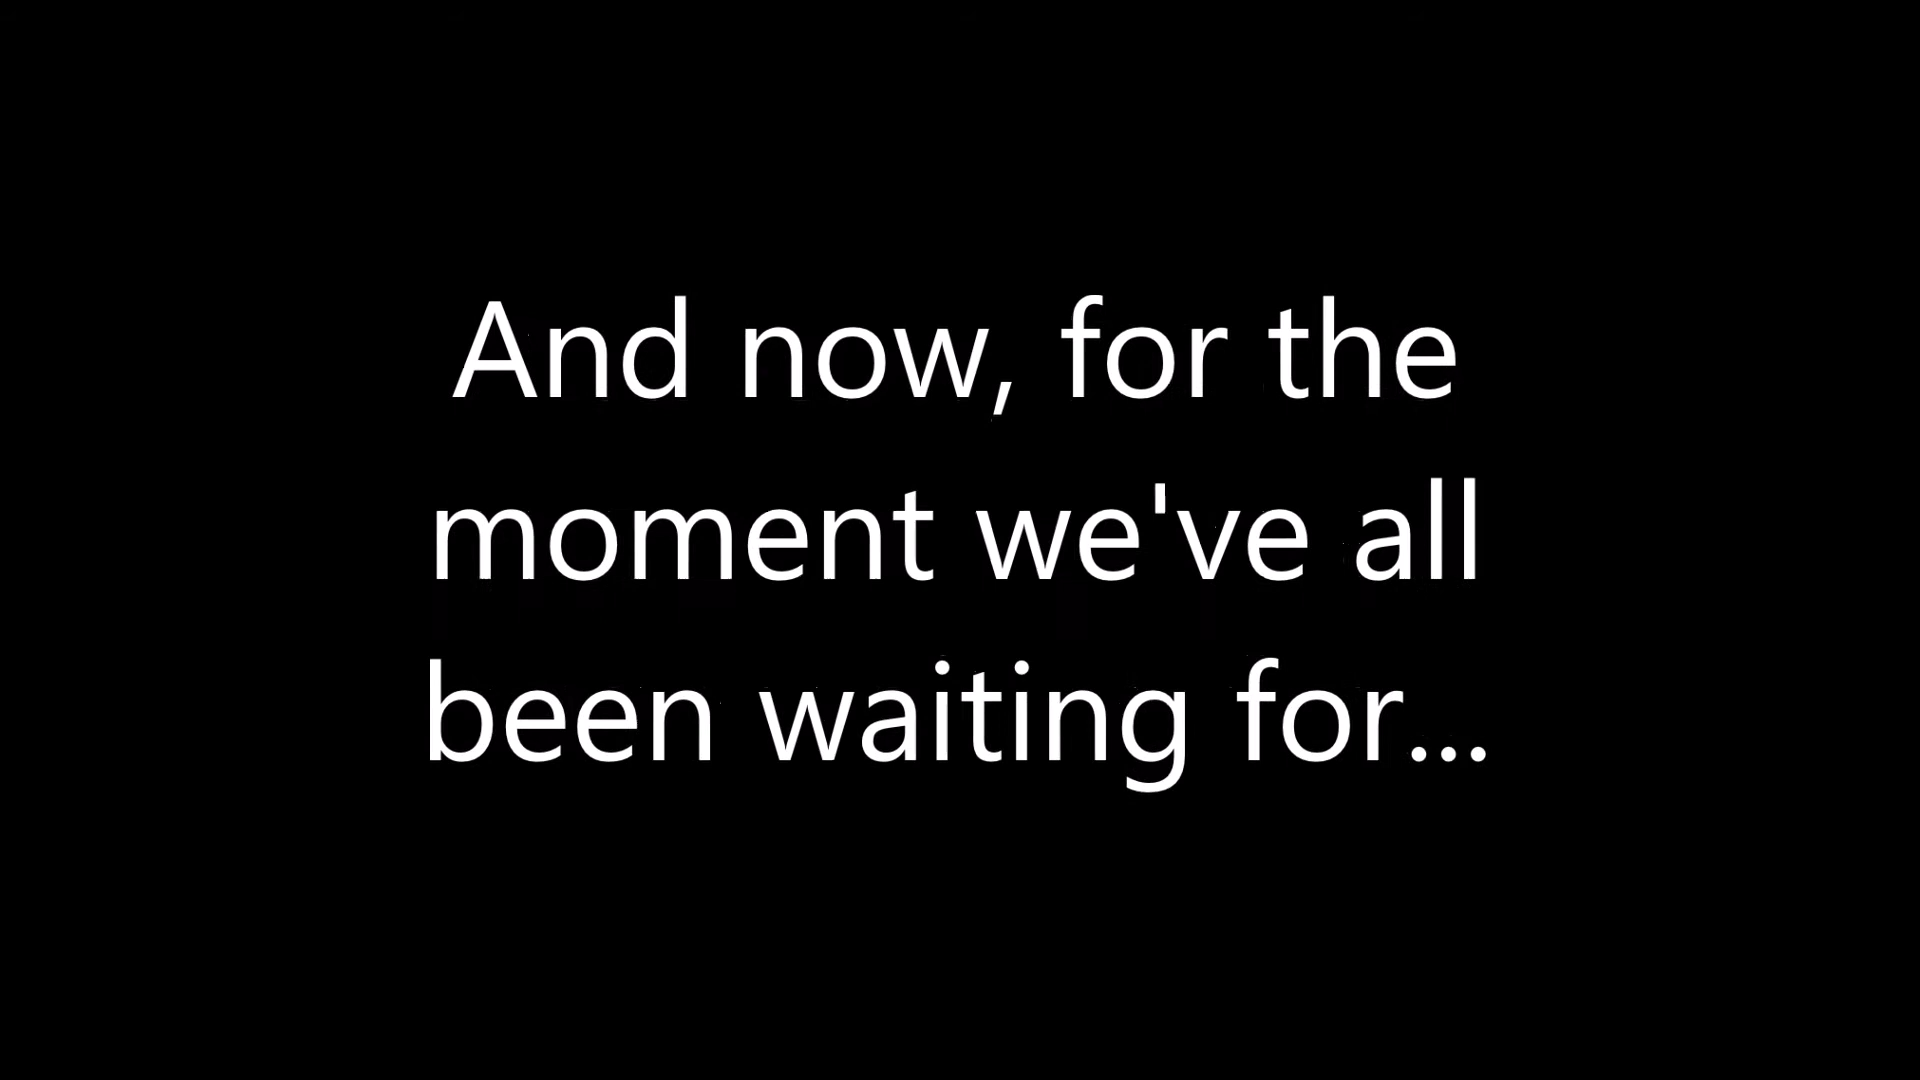 And now, for the
moment we've all
been waiting for...